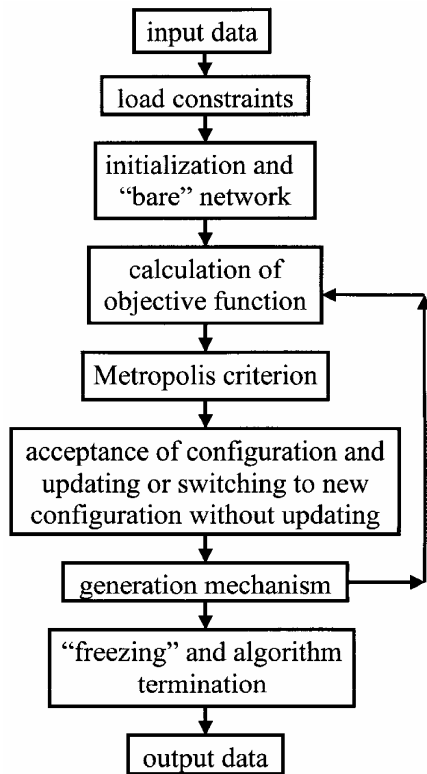 input data
load constraints
initialization and
“bare” network
calculation of
objective function
Metropolis criterion
acceptance of configuration and
updating or switching to new
configuration without updating
generation mechanism
“freezing” and algorithm
termination
output data